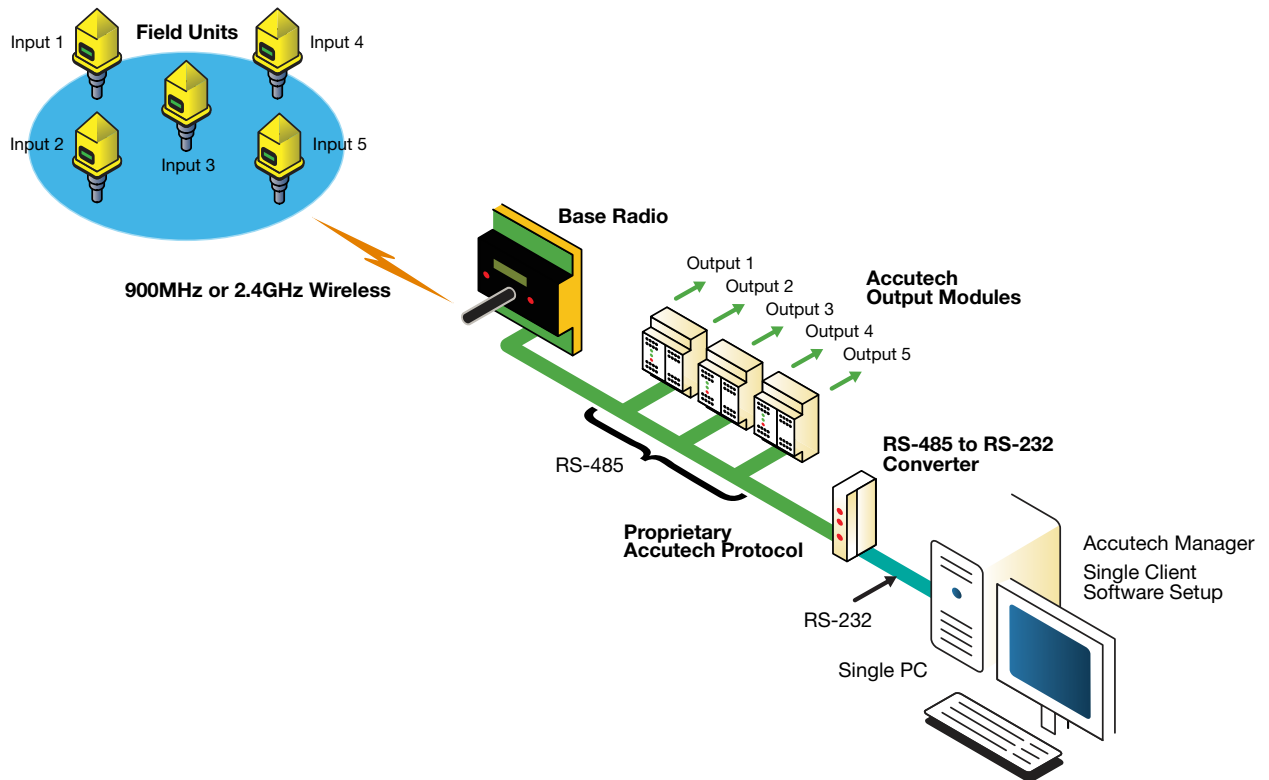 Field Units
Input 1
Input 4
Input 2
Input 3
Input 5
900MHz or 2.4GHz Wireless
Base Radio
Output 1
Output 2
Output 3
Output 4
Output 5
Accutech
Output Modules
RS-485
Proprietary
Accutech Protocol
RS-485 to RS-232
Converter
RS-232
Accutech Manager
Single Client
Software Setup
Single PC